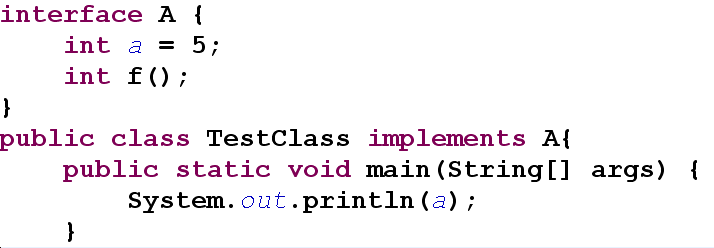 interface A {
    int a = 5;
    int f();
}
public class TestClass implements A{
    public static void main(String[] args) {
        System.out.println(a);
    }